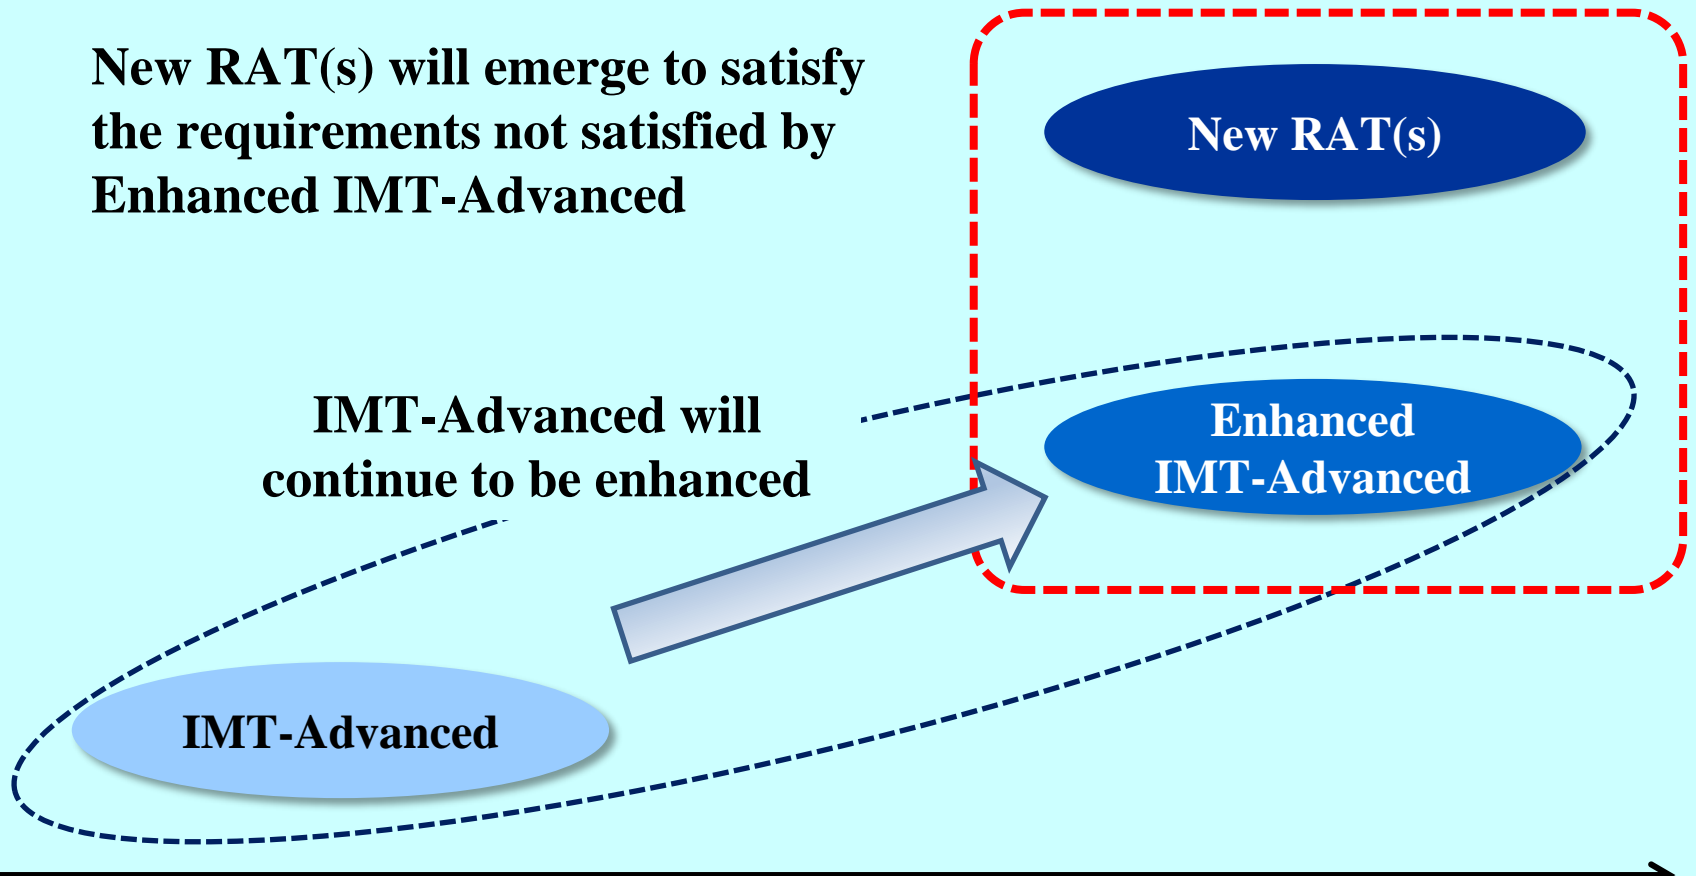 New RAT(s) will emerge to satisfy
the requirements not satisfied by
Enhanced IMT-Advanced
New RAT(s)
IMT-Advanced will
continue to be enhanced
Enhanced
IMT-Advanced
IMT-Advanced